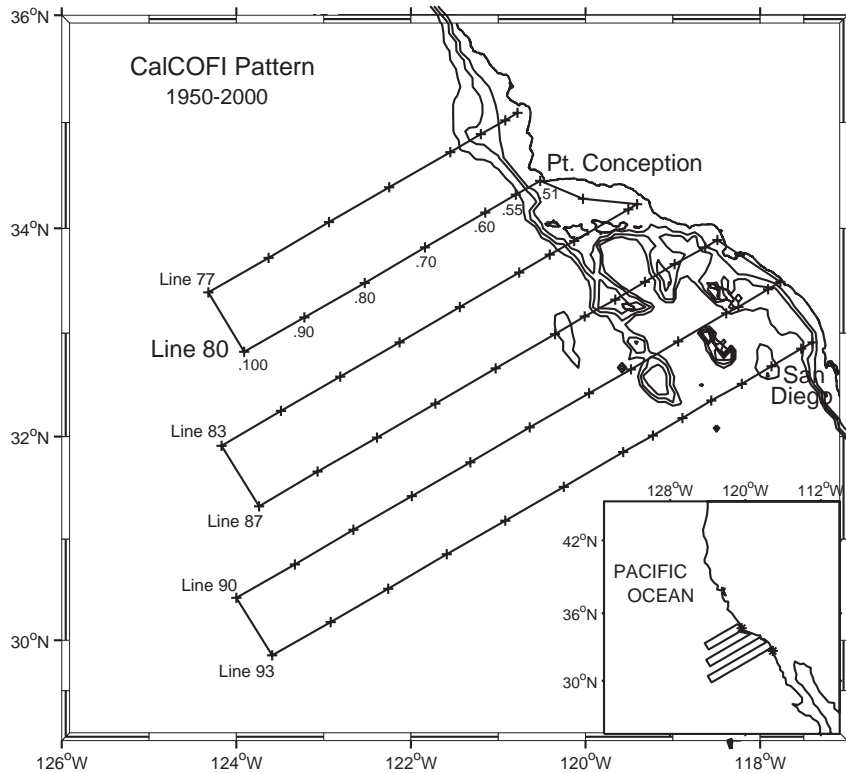 36°N
CalCOFI Pattern
1950-2000
Pt. Conception
.51
.55
.60
34°N
.70
Line 77
.80
.90
Line 80
.100
San
Diego
Line 83
32°N
Line 87
128°W
120°W
112°W
42°N
PACIFIC
OCEAN
Line 90
36°N
30°N
Line 93
30°N
126°W
124°W
122°W
120°W
118°W